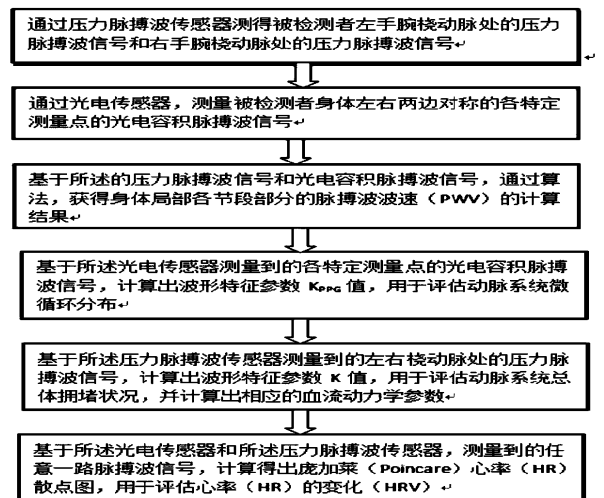 通过压力脉搏波传感器测得被检测者左手腕桡动脉处的压力
脉搏波信号和右手腕桡动脉处的压力脉搏波信号↵
↵
通过光电传感器，测量被检测者身体左右两边对称的各特定
测量点的光电容积脉搏波信号↵
基于所述的压力脉搏波信号和光电容积脉搏波信号，通过算
法，获得身体局部各节段部分的脉搏波波速（PWV）的计算
结果↵
基于所述光电传感器测量到的各特定测量点的光电容积脉搏
波信号，计算出波形特征参数 KPPG 值，用于评估动脉系统微
循环分布↵
基于所述压力脉搏波传感器测量到的左右桡动脉处的压力脉
搏波信号，计算出波形特征参数 K 值，用于评估动脉系统总
体拥堵状况，并计算出相应的血流动力学参数↵
基于所述光电传感器和所述压力脉搏波传感器，测量到的任
意一路脉搏波信号，计算得出庞加莱（Poincare）心率（HR）
散点图，用于评估心率（HR）的变化（HRV）↵